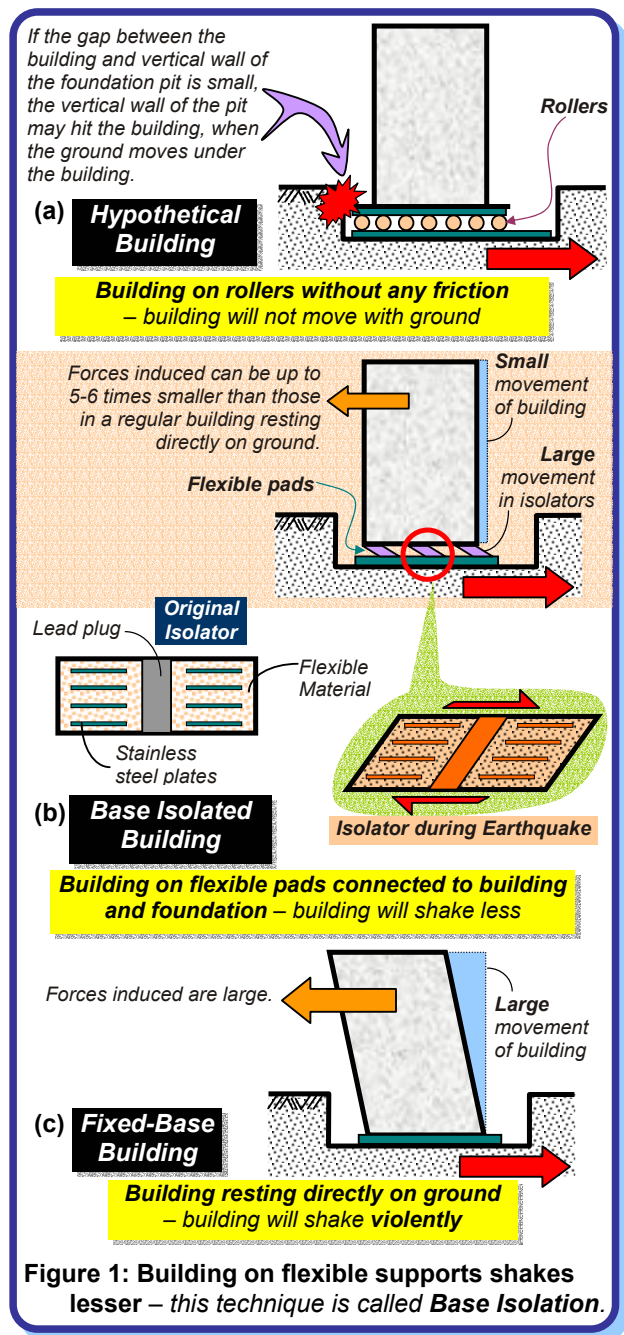 If the gap between the
building and vertical wall of
the foundation pit is small,
the vertical wall of the pit
may hit the building, when
the ground moves under
the building.
Rollers
(a) Hypothetical
Building
Building on rollers without any friction
– building will not move with ground
Forces induced can be up to
5-6 times smaller than those
in a regular building resting
directly on ground.
Small
movement
of building
Large
movement
in isolators
Flexible pads
Original
Isolator
Lead plug
Flexible
Material
Stainless
steel plates
Isolator during Earthquake
(b) Base Isolated
Building
Building on flexible pads connected to building
and foundation – building will shake less
Forces induced are large.
Large
movement
of building
(c) Fixed-Base
Building
Building resting directly on ground
– building will shake violently
Figure 1: Building on flexible supports shakes
lesser – this technique is called Base Isolation.